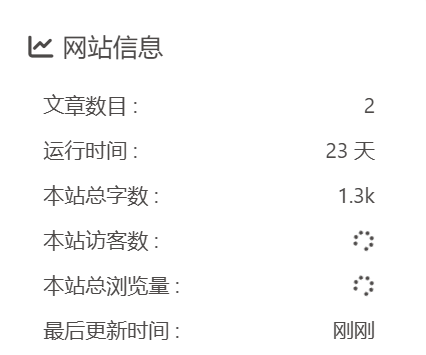 网站信息
文章数目 : 2
运行时间 : 23 天
本站总字数 : 1.3k
本站访客数 :
本站总浏览量 :
最后更新时间 : 刚刚